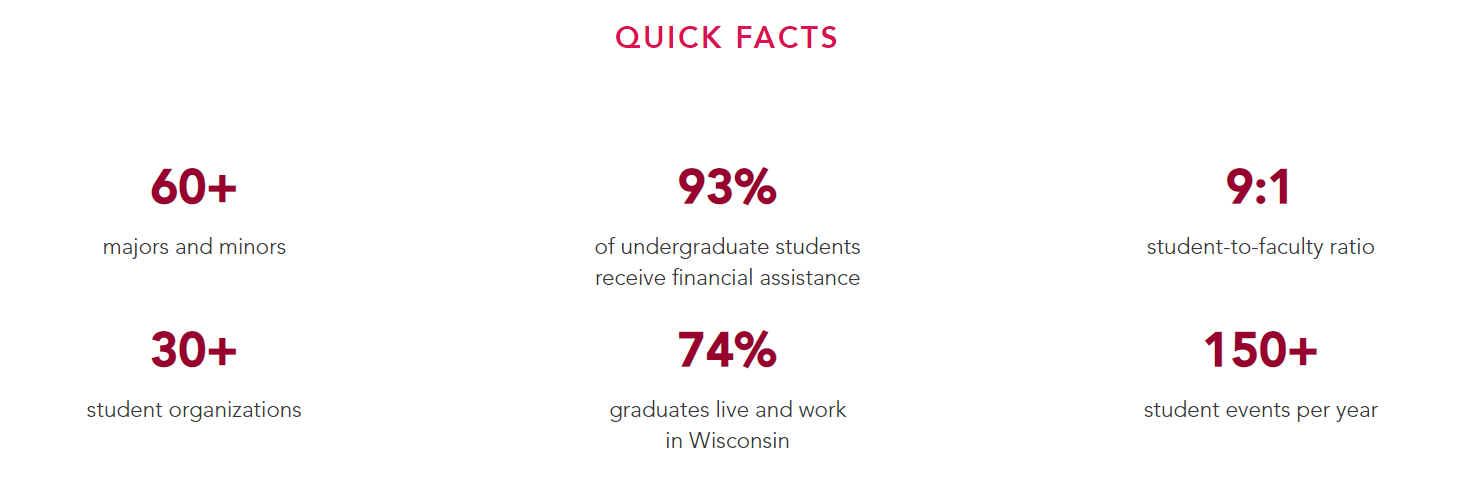 QUICK FACTS
60+
majors and minors
93%
of undergraduate students
receive financial assistance
9:1
student-to-faculty ratio
30+
student organizations
74%
graduates live and work
in Wisconsin
150+
student events per year